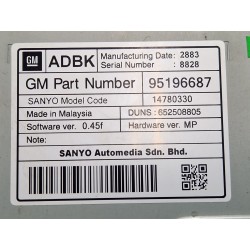 GM ADBK Manufacturing Date : 2883
Serial Number : 8828
GM Part Number 95196687
SANYO Model Code 14780330
Made in Malaysia DUNS : 652508805
Software ver. 0.45f Hardware ver. MP
Note:
SANYO Automedia Sdn. Bhd.